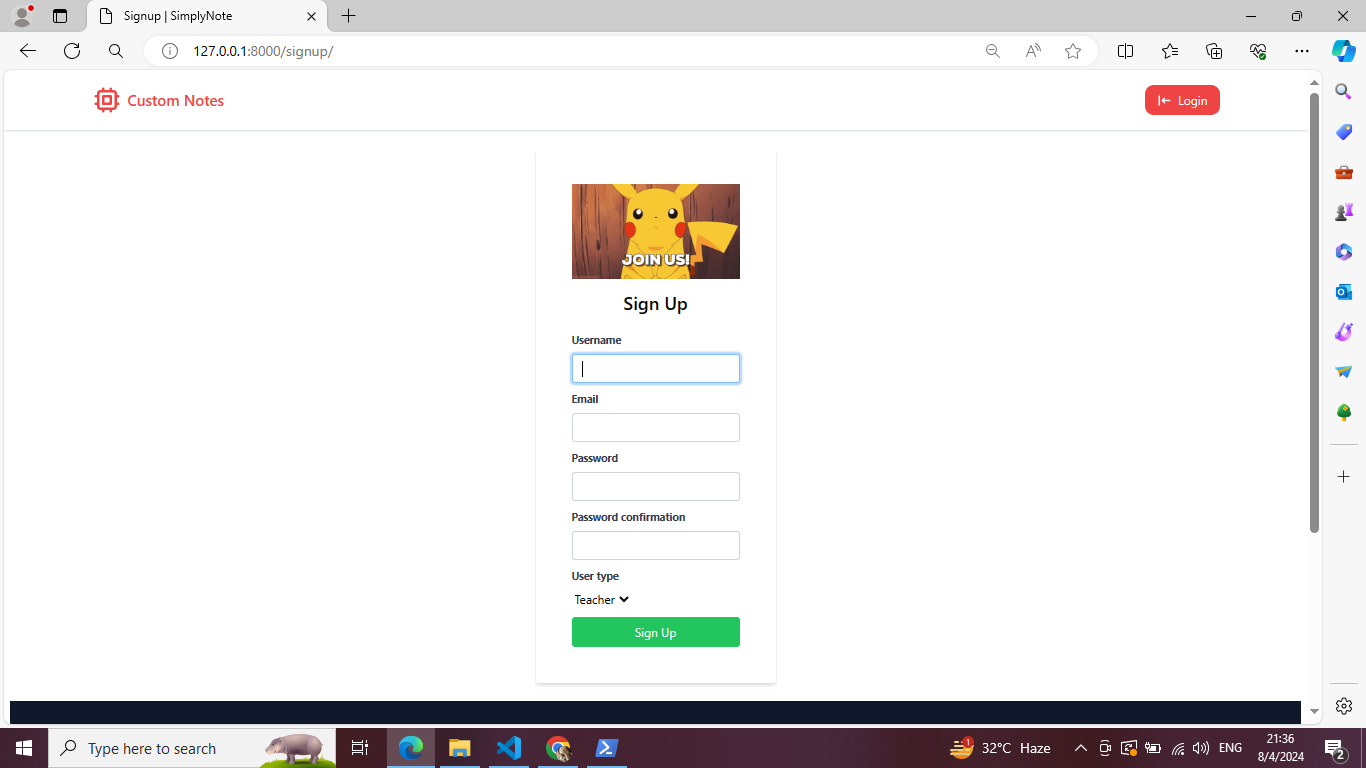 Signup | SimplyNote
127.0.0.1:8000/signup/
Custom Notes
Login
JOIN US!
Sign Up
Username
Email
Password
Password confirmation
User type
Teacher
Sign Up
Type here to search
1
32°C Haze
ENG
21:36
8/4/2024
2